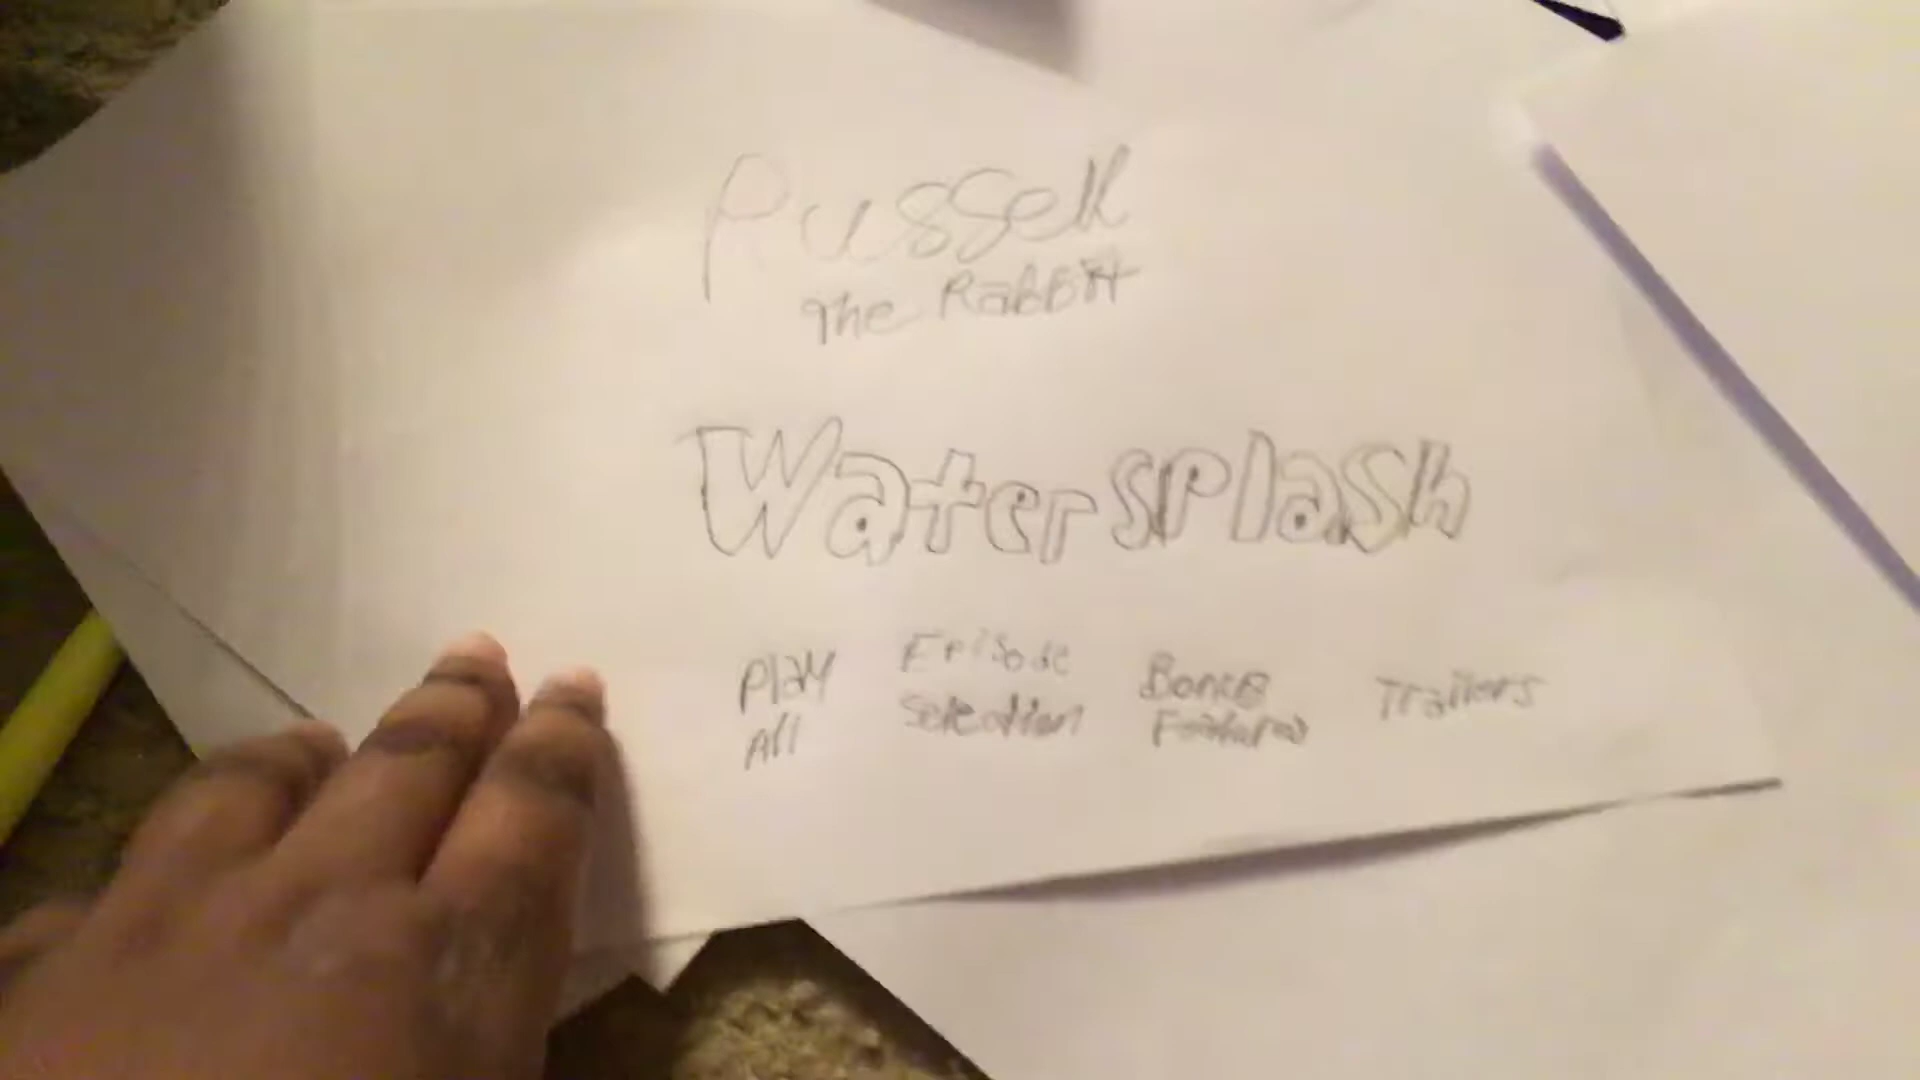 Russell
The Rabbit
Watersplash
Play
All
Episode
Selection
Bonus
Features
Trailers